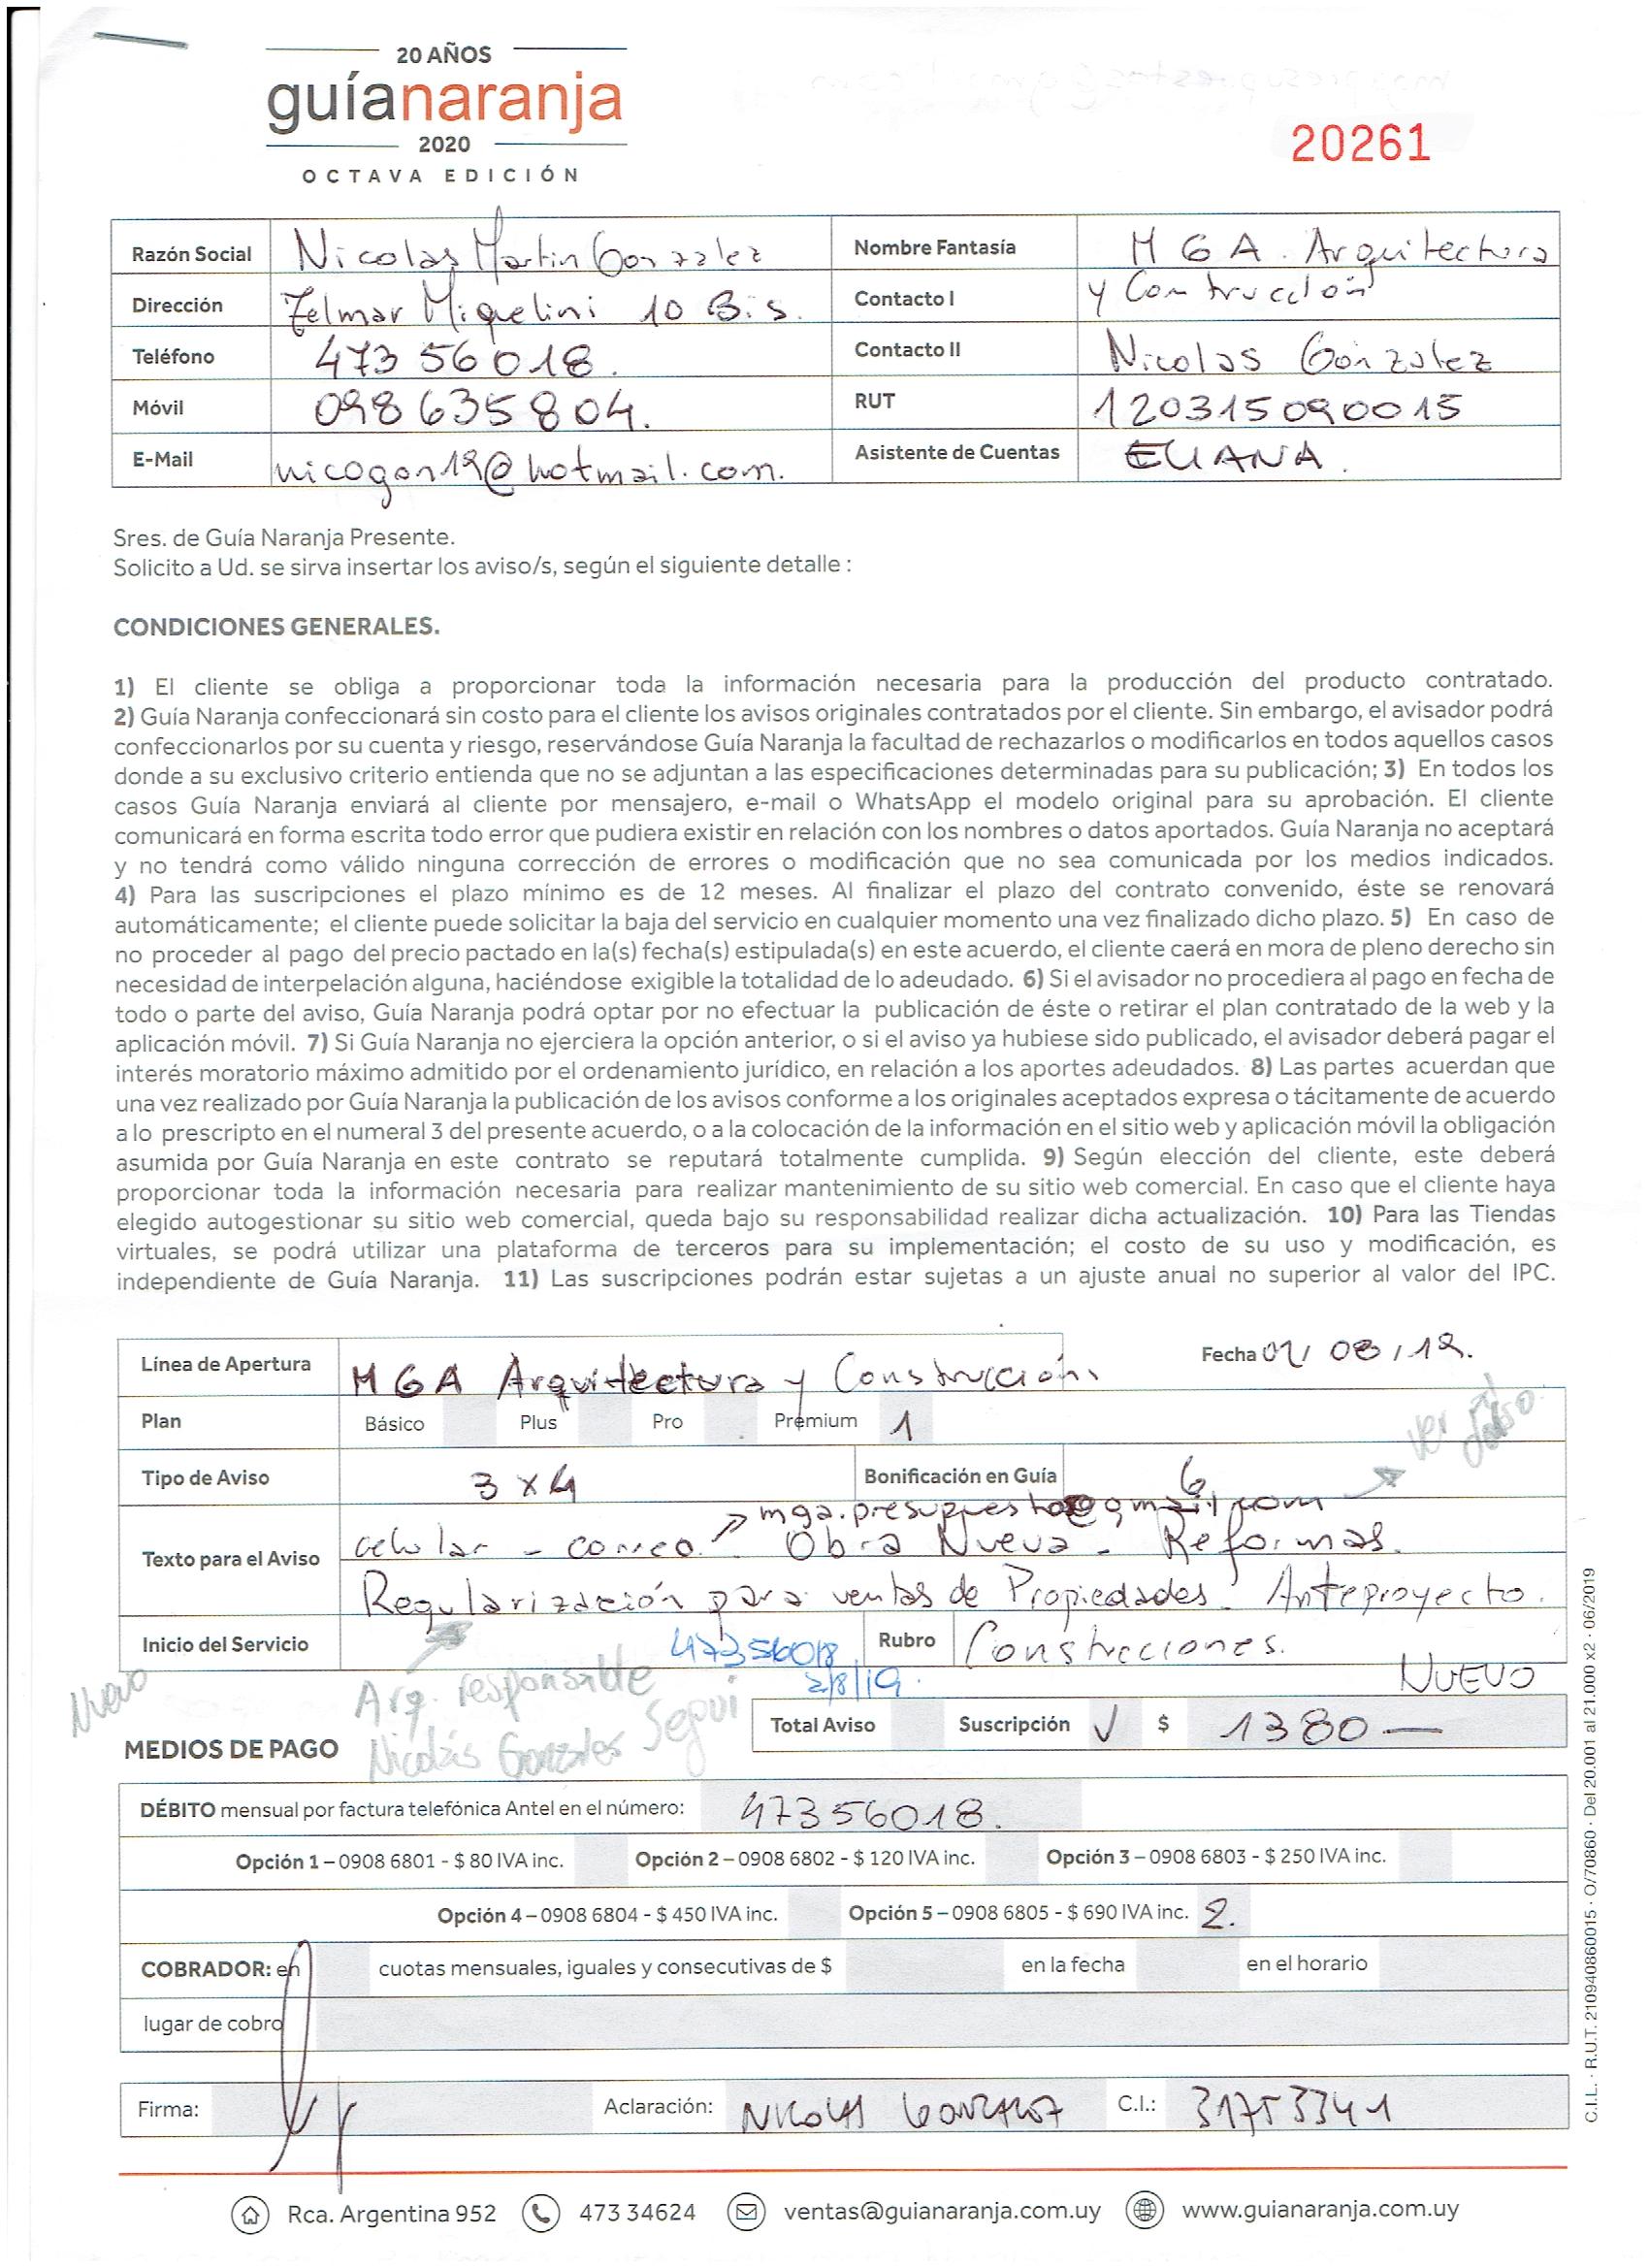 20 AÑOS
guíanaranja
2020
OCTAVA EDICIÓN
20261
Razón Social Nicolas Martin Gonzalez Nombre Fantasía M G A . Arquitectura
Dirección Zelmar Miquelini 10 Bis. Contacto I y Construcción
Teléfono 473 56018. Contacto II Nicolas Gonzalez
Móvil 098635804. RUT 120315090015
E-Mail nicogon19@hotmail.com. Asistente de Cuentas ELIANA.
Sres. de Guía Naranja Presente.
Solicito a Ud. se sirva insertar los aviso/s, según el siguiente detalle :
CONDICIONES GENERALES.
1) El cliente se obliga a proporcionar toda la información necesaria para la producción del producto contratado.
2) Guía Naranja confeccionará sin costo para el cliente los avisos originales contratados por el cliente. Sin embargo, el avisador podrá
confeccionarlos por su cuenta y riesgo, reservándose Guía Naranja la facultad de rechazarlos o modificarlos en todos aquellos casos
donde a su exclusivo criterio entienda que no se adjuntan a las especificaciones determinadas para su publicación; 3) En todos los
casos Guía Naranja enviará al cliente por mensajero, e-mail o WhatsApp el modelo original para su aprobación. El cliente
comunicará en forma escrita todo error que pudiera existir en relación con los nombres o datos aportados. Guía Naranja no aceptará
y no tendrá como válido ninguna corrección de errores o modificación que no sea comunicada por los medios indicados.
4) Para las suscripciones el plazo mínimo es de 12 meses. Al finalizar el plazo del contrato convenido, éste se renovará
automáticamente; el cliente puede solicitar la baja del servicio en cualquier momento una vez finalizado dicho plazo. 5) En caso de
no proceder al pago del precio pactado en la(s) fecha(s) estipulada(s) en este acuerdo, el cliente caerá en mora de pleno derecho sin
necesidad de interpelación alguna, haciéndose exigible la totalidad de lo adeudado. 6) Si el avisador no procediera al pago en fecha de
todo o parte del aviso, Guía Naranja podrá optar por no efectuar la publicación de éste o retirar el plan contratado de la web y la
aplicación móvil. 7) Si Guía Naranja no ejerciera la opción anterior, o si el aviso ya hubiese sido publicado, el avisador deberá pagar el
interés moratorio máximo admitido por el ordenamiento jurídico, en relación a los aportes adeudados. 8) Las partes acuerdan que
una vez realizado por Guía Naranja la publicación de los avisos conforme a los originales aceptados expresa o tácitamente de acuerdo
a lo prescripto en el numeral 3 del presente acuerdo, o a la colocación de la información en el sitio web y aplicación móvil la obligación
asumida por Guía Naranja en este contrato se reputará totalmente cumplida. 9) Según elección del cliente, este deberá
proporcionar toda la información necesaria para realizar mantenimiento de su sitio web comercial. En caso que el cliente haya
elegido autogestionar su sitio web comercial, queda bajo su responsabilidad realizar dicha actualización. 10) Para las Tiendas
virtuales, se podrá utilizar una plataforma de terceros para su implementación; el costo de su uso y modificación, es
independiente de Guía Naranja. 11) Las suscripciones podrán estar sujetas a un ajuste anual no superior al valor del IPC.
Línea de Apertura M G A Arquitectura y Construcción Fecha 01/ 08 / 19.
Plan Básico Plus Pro Premium 1
ver
Tipo de Aviso 3 x 4 Bonificación en Guía 6
mga.presupuestos@gmail.com
Texto para el Aviso celular - correo. Obra Nueva - Reformas.
Regularización para ventas de Propiedades - Anteproyecto.
Inicio del Servicio 47356018 Rubro Construcciones.
2/8/19
Nuevo
Arq. responsable
Nicolás Gonzales Segui
NUEVO
Total Aviso Suscripción √ $ 1380 —
MEDIOS DE PAGO
DÉBITO mensual por factura telefónica Antel en el número: 47356018.
Opción 1 – 0908 6801 - $ 80 IVA inc. Opción 2 – 0908 6802 - $ 120 IVA inc. Opción 3 – 0908 6803 - $ 250 IVA inc.
Opción 4 – 0908 6804 - $ 450 IVA inc. Opción 5 – 0908 6805 - $ 690 IVA inc. 2.
COBRADOR: en cuotas mensuales, iguales y consecutivas de $ en la fecha en el horario
lugar de cobro
Firma: Aclaración: NICOLAS GONZALEZ C.I.: 31753341
Rca. Argentina 952 473 34624 ventas@guianaranja.com.uy www.guianaranja.com.uy
C.I.L. · R.U.T. 210940860015 · O/70860 · Del 20.001 al 21.000 x2 · 06/2019